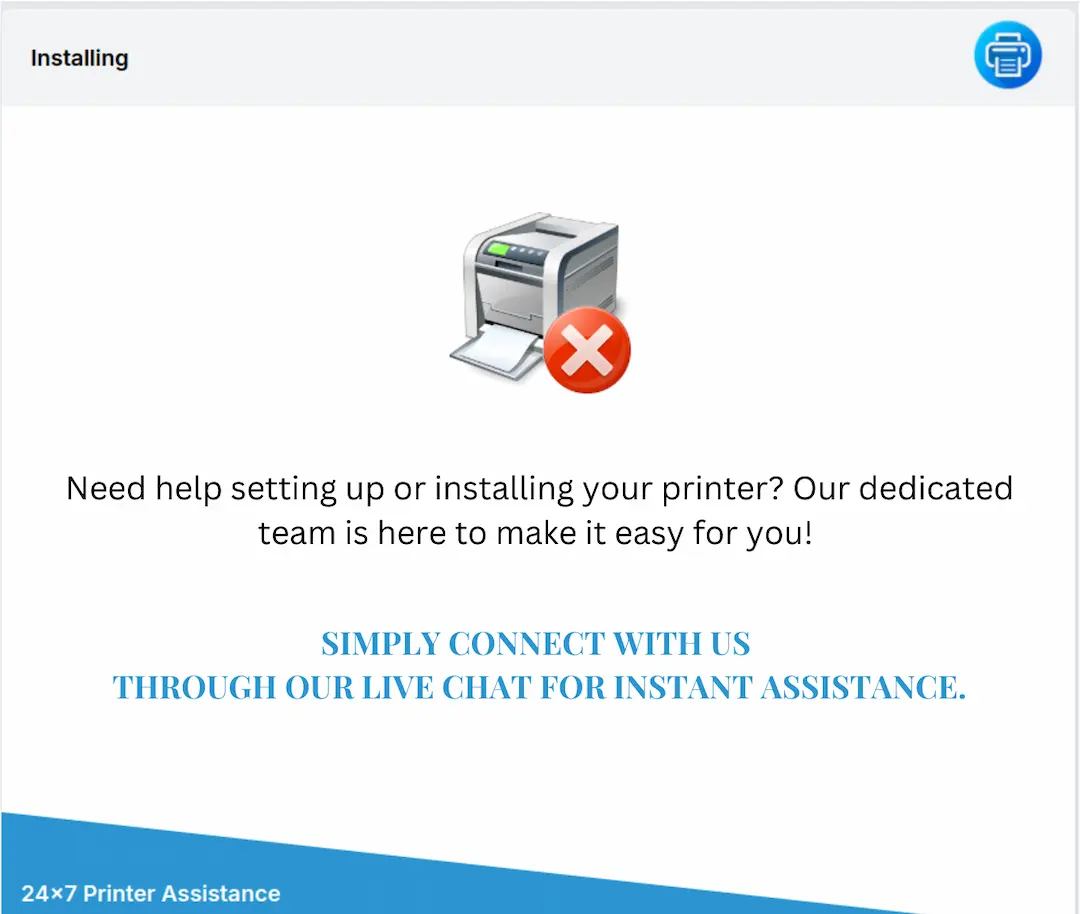 Installing
Need help setting up or installing your printer? Our dedicated
team is here to make it easy for you!
SIMPLY CONNECT WITH US
THROUGH OUR LIVE CHAT FOR INSTANT ASSISTANCE.
24×7 Printer Assistance